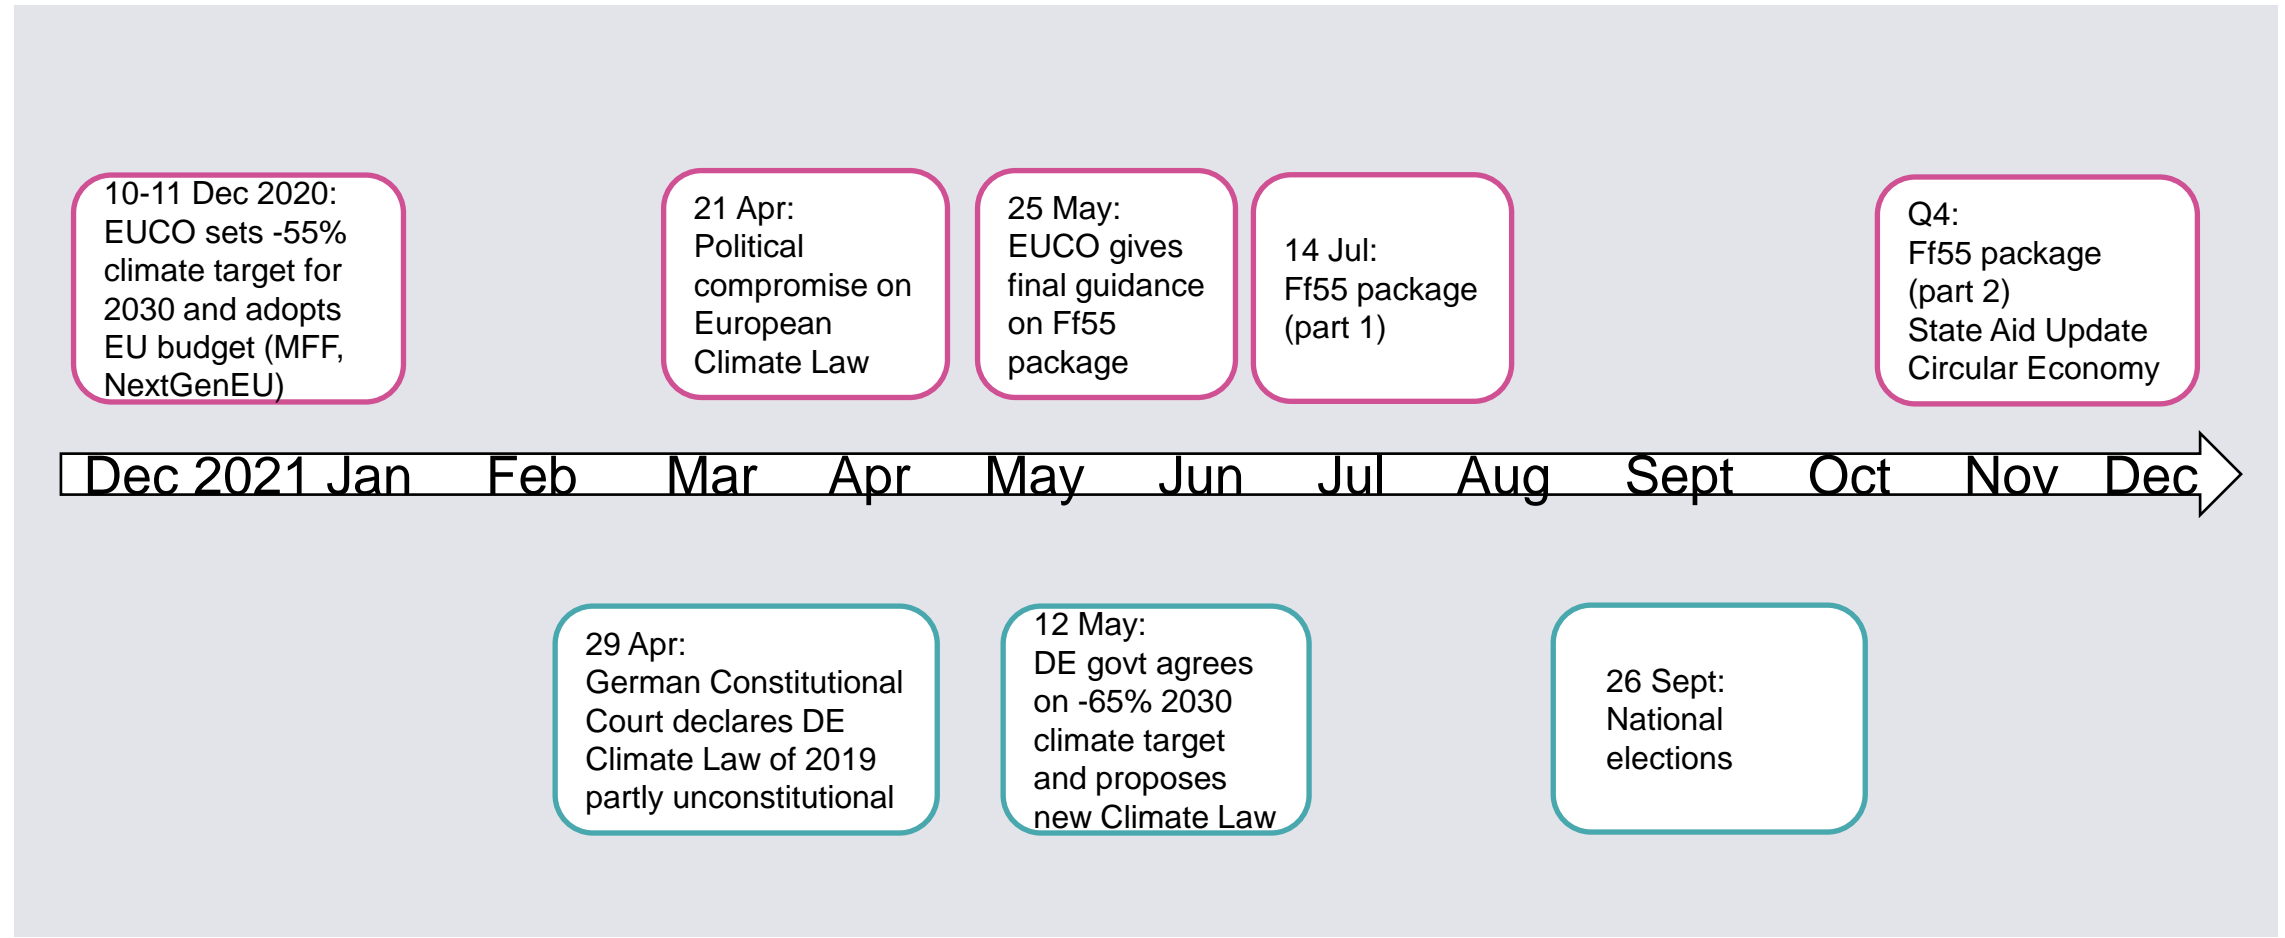 10-11 Dec 2020:
EUCO sets -55%
climate target for
2030 and adopts
EU budget (MFF,
NextGenEU)
21 Apr:
Political
compromise on
European
Climate Law
25 May:
EUCO gives
final guidance
on Ff55
package
14 Jul:
Ff55 package
(part 1)
Q4:
Ff55 package
(part 2)
State Aid Update
Circular Economy
Dec 2021 Jan Feb Mar Apr May Jun Jul Aug Sept Oct Nov Dec
29 Apr:
German Constitutional
Court declares DE
Climate Law of 2019
partly unconstitutional
12 May:
DE govt agrees
on -65% 2030
climate target
and proposes
new Climate Law
26 Sept:
National
elections